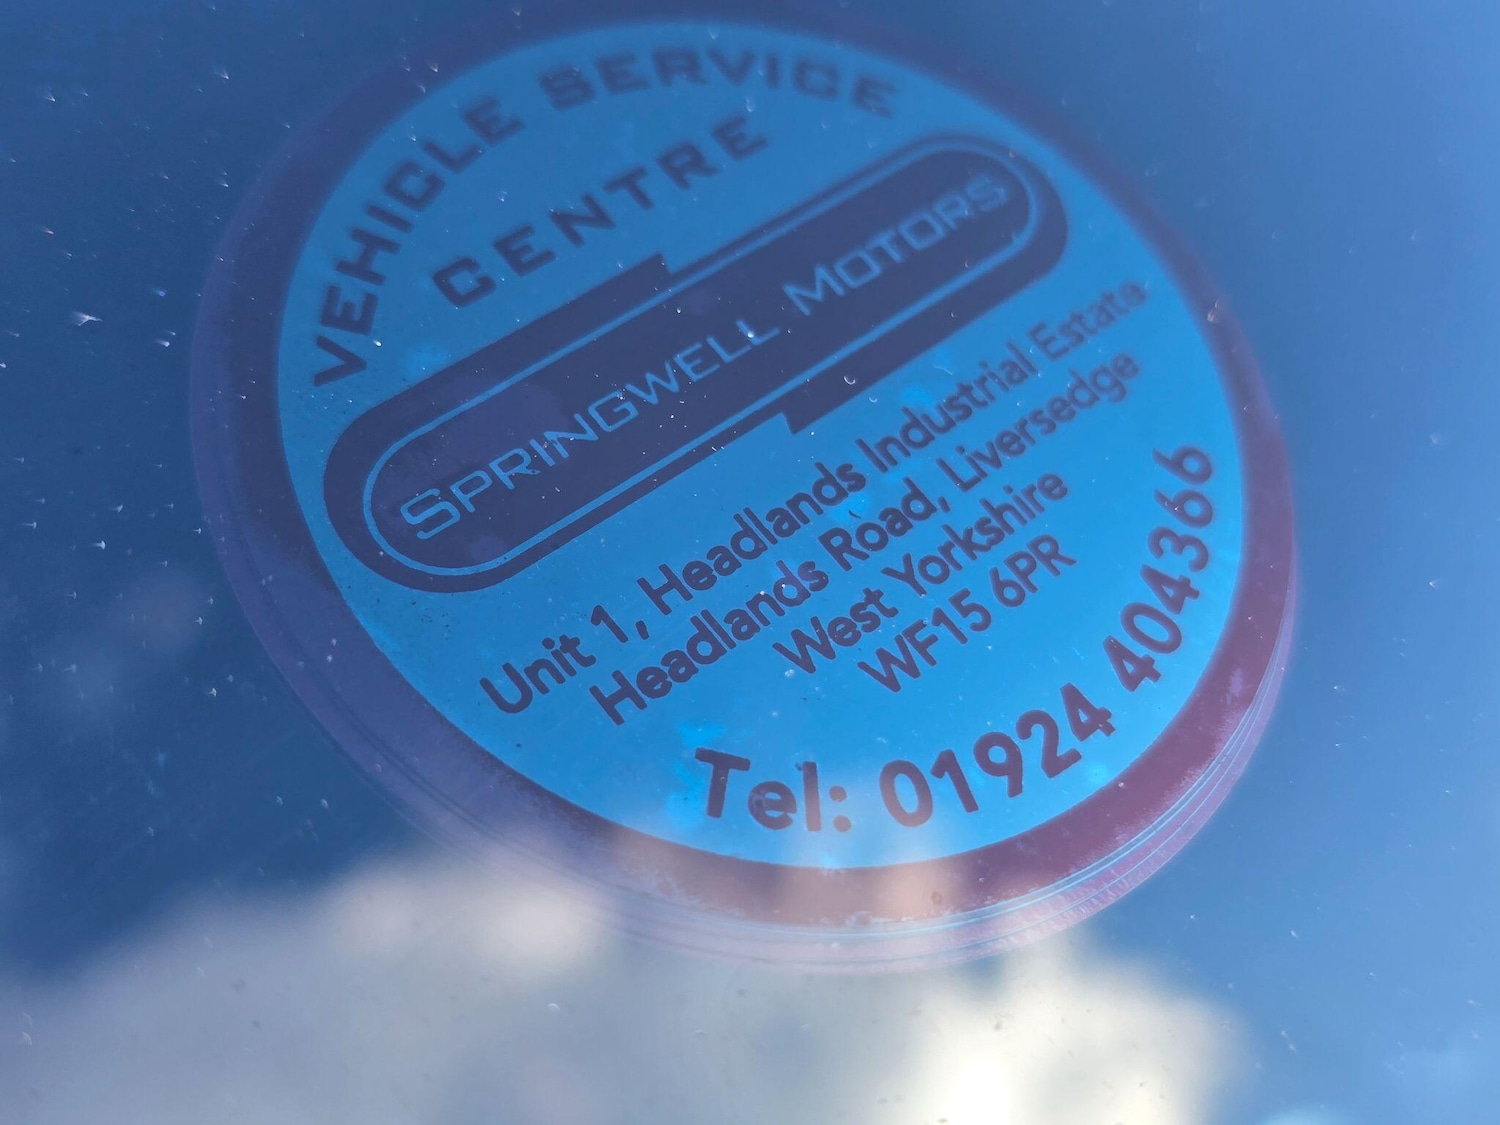 VEHICLE SERVICE
CENTRE
SPRINGWELL MOTORS
Unit 1, Headlands Industrial Estate
Headlands Road, Liversedge
West Yorkshire
WF15 6PR
Tel: 01924 404366